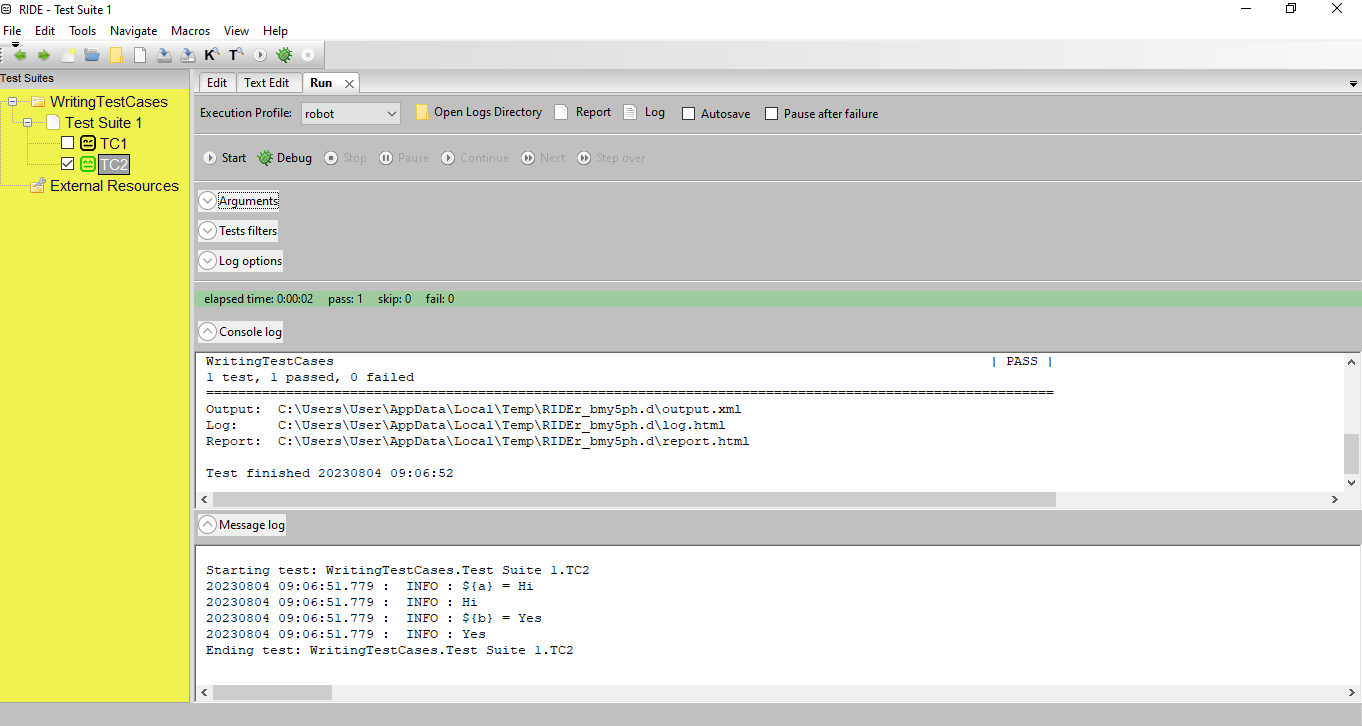 RIDE - Test Suite 1
File Edit Tools Navigate Macros View Help
K T
Test Suites
WritingTestCases
Test Suite 1
TC1
TC2
External Resources
Edit Text Edit Run
Execution Profile: robot Open Logs Directory Report Log Autosave Pause after failure
Start Debug Stop Pause Continue Next Step over
Arguments
Tests filters
Log options
elapsed time: 0:00:02 pass: 1 skip: 0 fail: 0
Console log
WritingTestCases | PASS |
1 test, 1 passed, 0 failed
==========================================================================================================
Output: C:\Users\User\AppData\Local\Temp\RIDEr_bmy5ph.d\output.xml
Log: C:\Users\User\AppData\Local\Temp\RIDEr_bmy5ph.d\log.html
Report: C:\Users\User\AppData\Local\Temp\RIDEr_bmy5ph.d\report.html
Test finished 20230804 09:06:52
Message log
Starting test: WritingTestCases.Test Suite 1.TC2
20230804 09:06:51.779 : INFO : ${a} = Hi
20230804 09:06:51.779 : INFO : Hi
20230804 09:06:51.779 : INFO : ${b} = Yes
20230804 09:06:51.779 : INFO : Yes
Ending test: WritingTestCases.Test Suite 1.TC2